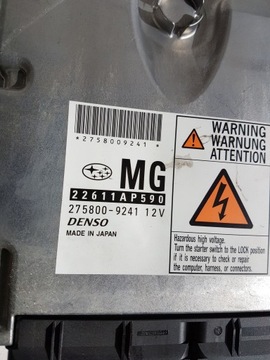 *2758009241*
MG
22611AP590
275800-9241 12V
DENSO
MADE IN JAPAN
WARNING
WARNUNG
ATTENTION
Hazardous high voltage.
Turn the starter switch to the LOCK position
if it is necessary to check or repair
the computer, harness, or connectors.